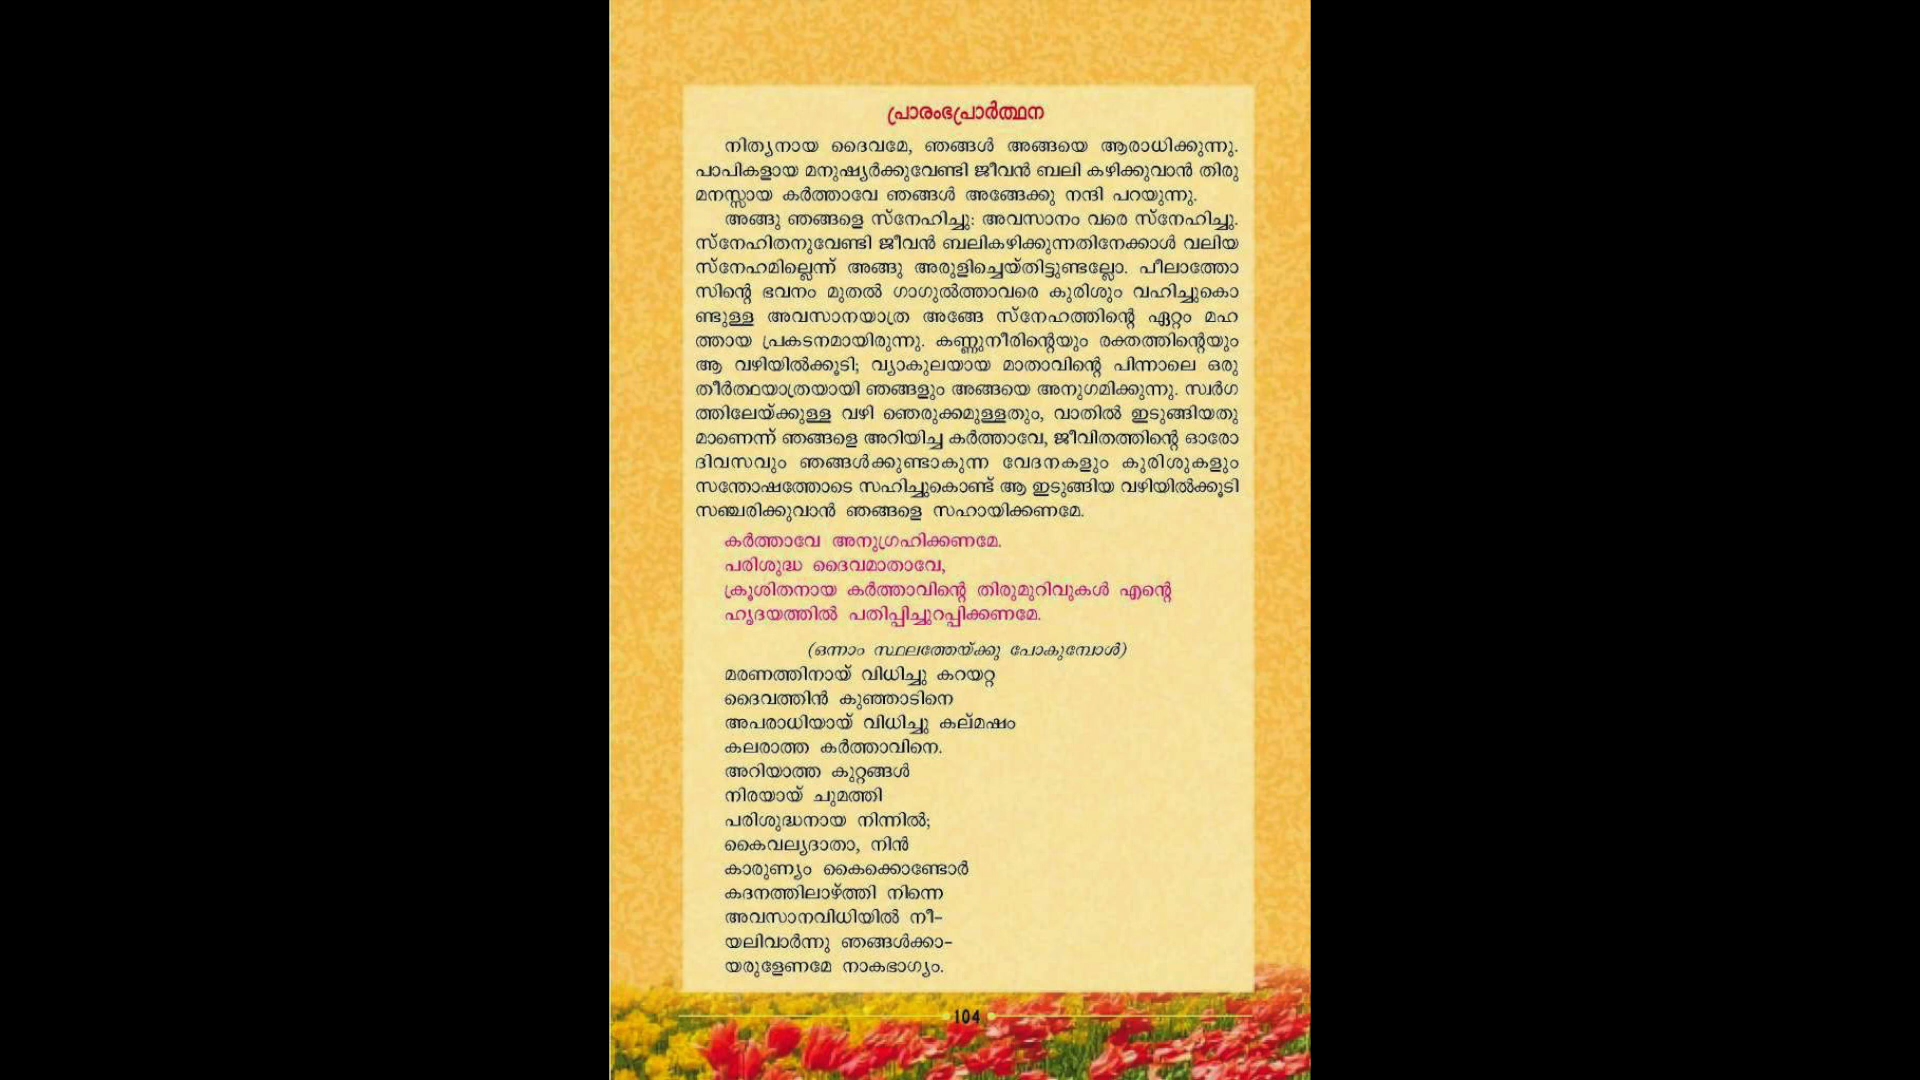 പ്രാരംഭപ്രാർത്ഥന
നിത്യനായ ദൈവമേ, ഞങ്ങൾ അങ്ങയെ ആരാധിക്കുന്നു.
പാപികളായ മനുഷ്യർക്കുവേണ്ടി ജീവൻ ബലി കഴിക്കുവാൻ തിരു
മനസ്സായ കർത്താവേ ഞങ്ങൾ അങ്ങേക്കു നന്ദി പറയുന്നു.
അങ്ങു ഞങ്ങളെ സ്നേഹിച്ചു: അവസാനം വരെ സ്നേഹിച്ചു.
സ്നേഹിതനുവേണ്ടി ജീവൻ ബലികഴിക്കുന്നതിനേക്കാൾ വലിയ
സ്നേഹമില്ലെന്ന് അങ്ങു അരുളിച്ചെയ്തിട്ടുണ്ടല്ലോ. പീലാത്തോ
സിന്റെ ഭവനം മുതൽ ഗാഗുൽത്താവരെ കുരിശും വഹിച്ചുകൊ
ണ്ടുള്ള അവസാനയാത്ര അങ്ങേ സ്നേഹത്തിന്റെ ഏറ്റം മഹ
ത്തായ പ്രകടനമായിരുന്നു. കണ്ണുനീരിന്റെയും രക്തത്തിന്റെയും
ആ വഴിയിൽക്കൂടി; വ്യാകുലയായ മാതാവിന്റെ പിന്നാലെ ഒരു
തീർത്ഥയാത്രയായി ഞങ്ങളും അങ്ങയെ അനുഗമിക്കുന്നു. സ്വർഗ
ത്തിലേയ്ക്കുള്ള വഴി ഞെരുക്കമുള്ളതും, വാതിൽ ഇടുങ്ങിയതു
മാണെന്ന് ഞങ്ങളെ അറിയിച്ച കർത്താവേ, ജീവിതത്തിന്റെ ഓരോ
ദിവസവും ഞങ്ങൾക്കുണ്ടാകുന്ന വേദനകളും കുരിശുകളും
സന്തോഷത്തോടെ സഹിച്ചുകൊണ്ട് ആ ഇടുങ്ങിയ വഴിയിൽക്കൂടി
സഞ്ചരിക്കുവാൻ ഞങ്ങളെ സഹായിക്കണമേ.
കർത്താവേ അനുഗ്രഹിക്കണമേ.
പരിശുദ്ധ ദൈവമാതാവേ,
ക്രൂശിതനായ കർത്താവിന്റെ തിരുമുറിവുകൾ എന്റെ
ഹൃദയത്തിൽ പതിപ്പിച്ചുറപ്പിക്കണമേ.
(ഒന്നാം സ്ഥലത്തേയ്ക്കു പോകുമ്പോൾ)
മരണത്തിനായ് വിധിച്ചു കറയറ്റ
ദൈവത്തിൻ കുഞ്ഞാടിനെ
അപരാധിയായ് വിധിച്ചു കല്മഷം
കലരാത്ത കർത്താവിനെ.
അറിയാത്ത കുറ്റങ്ങൾ
നിരയായ് ചുമത്തി
പരിശുദ്ധനായ നിന്നിൽ;
കൈവല്യദാതാ, നിൻ
കാരുണ്യം കൈക്കൊണ്ടോർ
കദനത്തിലാഴ്ത്തി നിന്നെ
അവസാനവിധിയിൽ നീ-
യലിവാർന്നു ഞങ്ങൾക്കാ-
യരുളേണമേ നാകഭാഗ്യം.
104